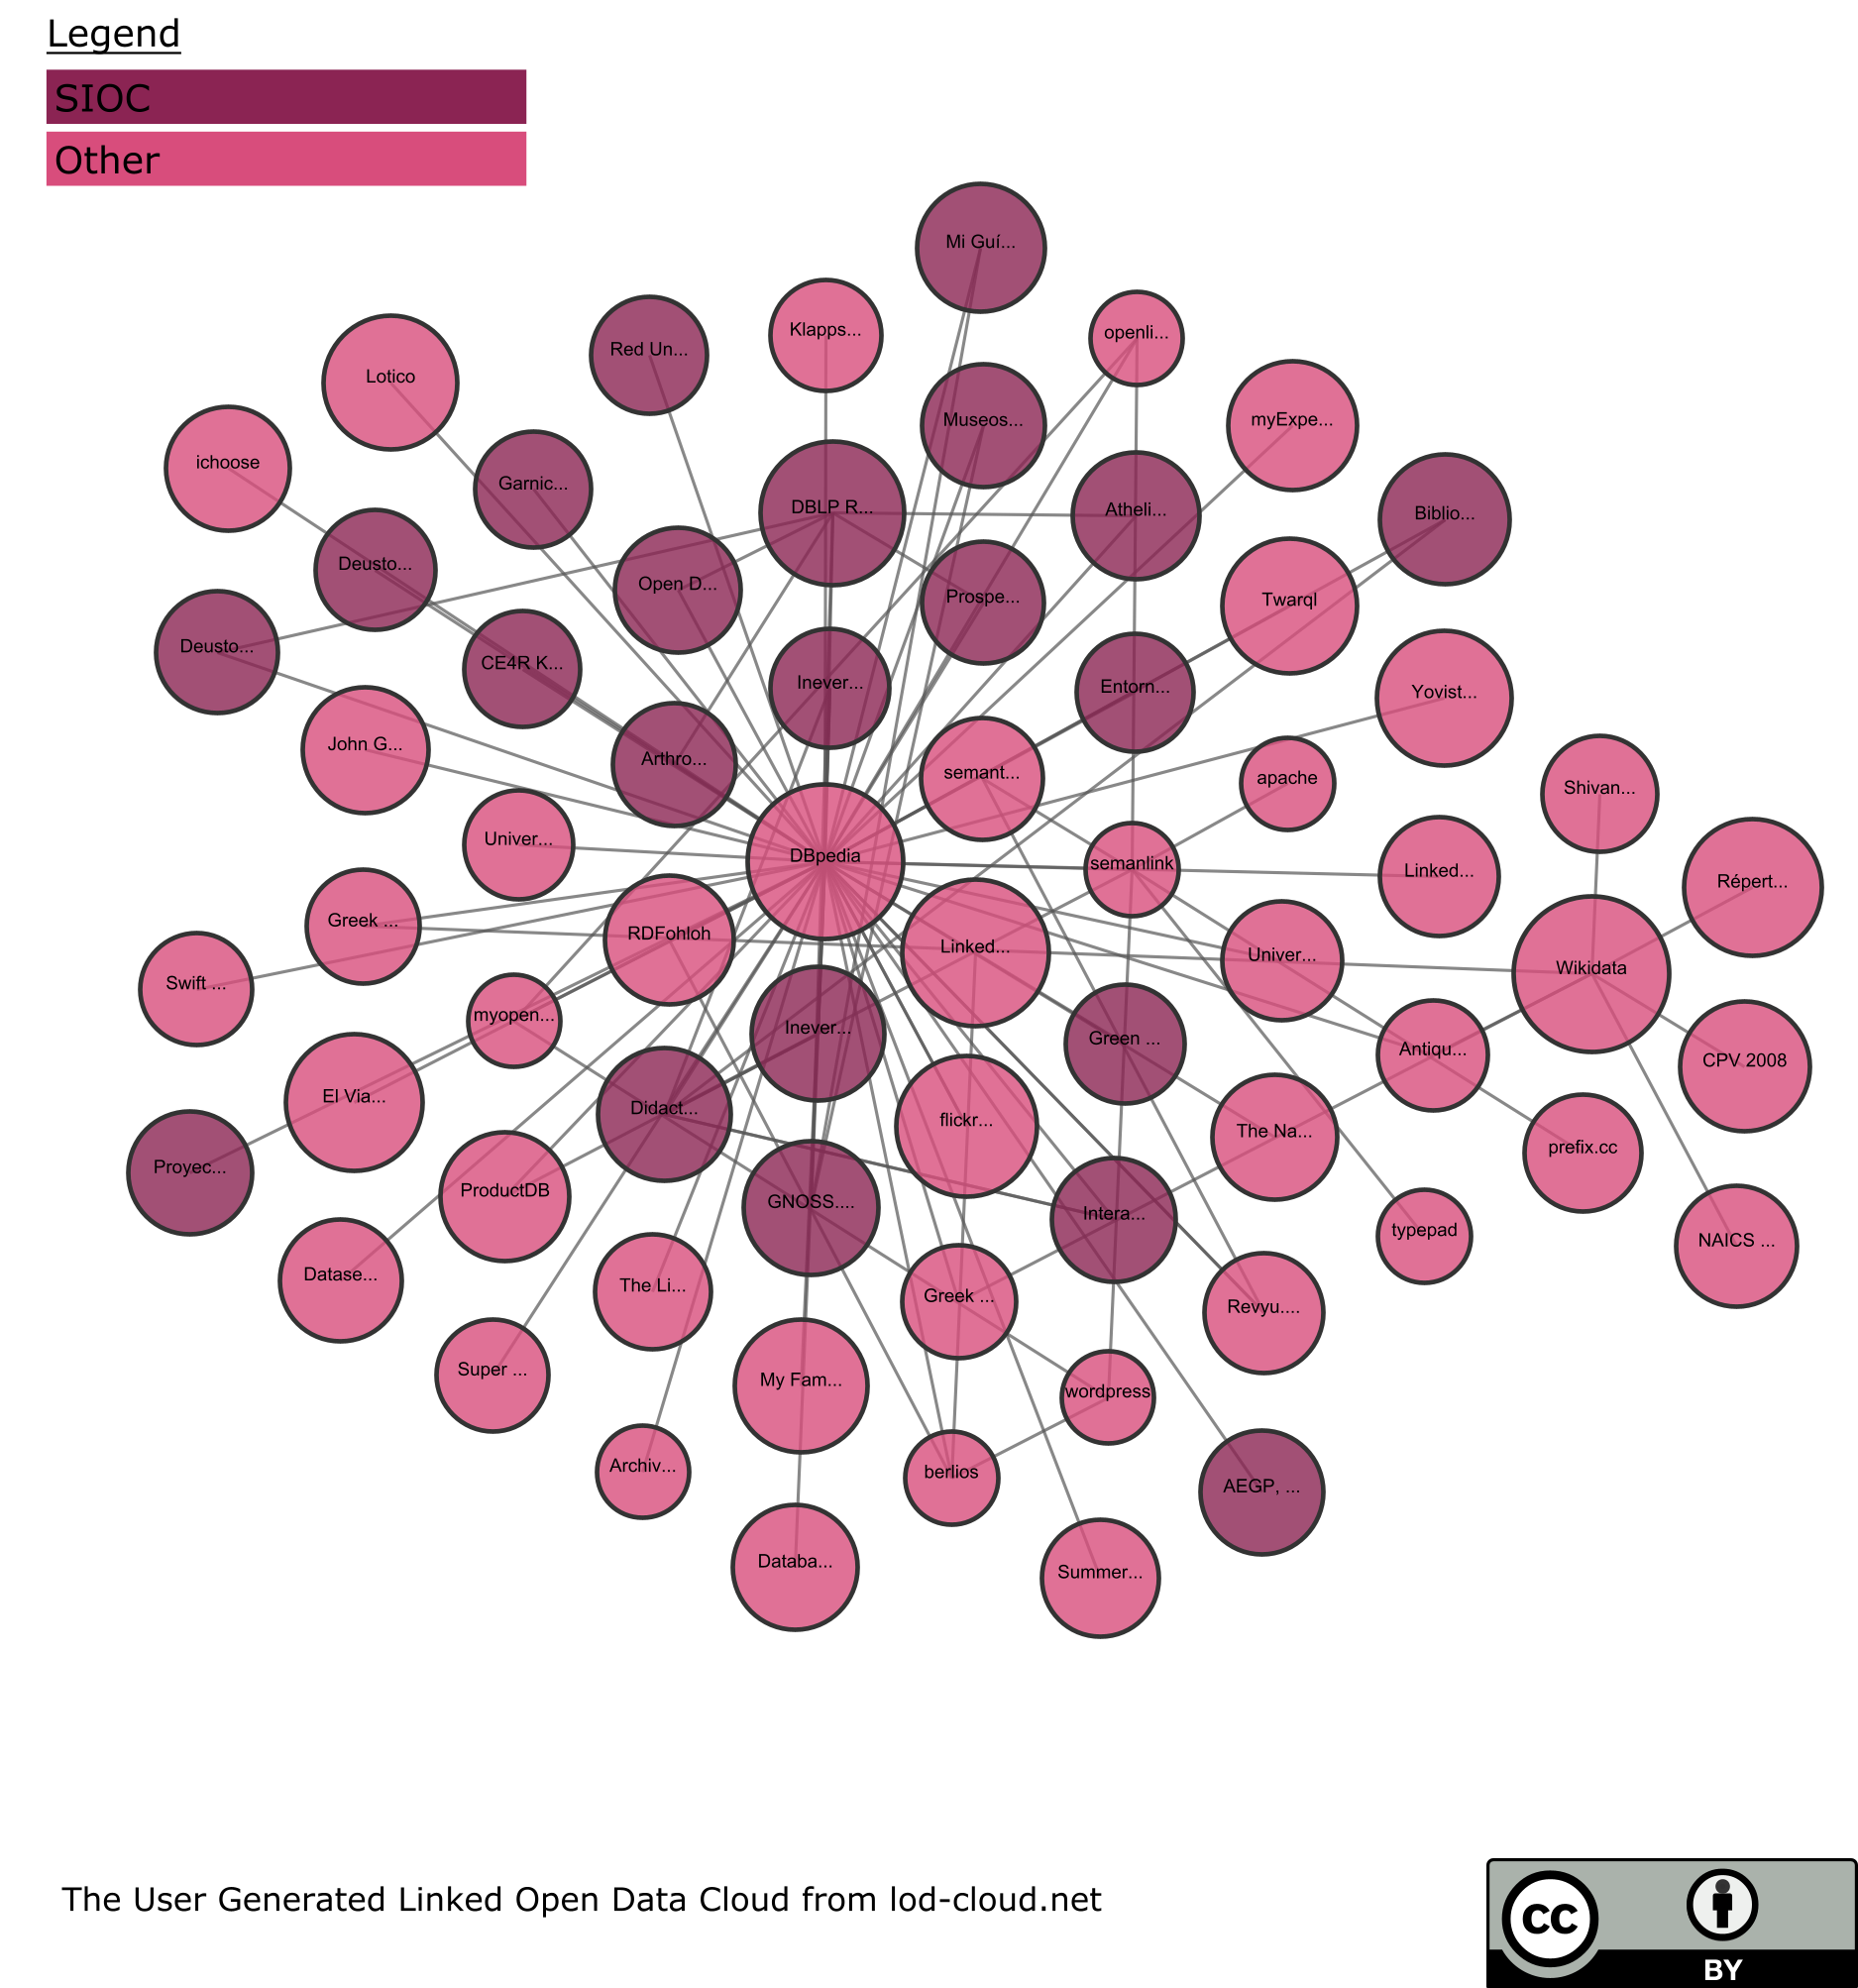 Legend
SIOC
Other
Mi Guí...
Klapps...
openli...
Red Un...
Lotico
Museos...
myExpe...
ichoose
Garnic...
DBLP R...
Atheli...
Biblio...
Deusto...
Open D...
Prospe...
Twarql
Deusto...
CE4R K...
Inever...
Entorn...
Yovist...
John G...
Arthro...
semant...
apache
Shivan...
Univer...
DBpedia
semanlink
Linked...
Répert...
Greek ...
RDFohloh
Linked...
Univer...
Wikidata
Swift ...
myopen...
Inever...
Green ...
Antiqu...
CPV 2008
El Via...
Didact...
flickr...
The Na...
prefix.cc
Proyec...
ProductDB
GNOSS....
Intera...
typepad
NAICS ...
Datase...
The Li...
Greek ...
Revyu....
Super ...
My Fam...
wordpress
Archiv...
berlios
AEGP, ...
Databa...
Summer...
The User Generated Linked Open Data Cloud from lod-cloud.net
cc
BY